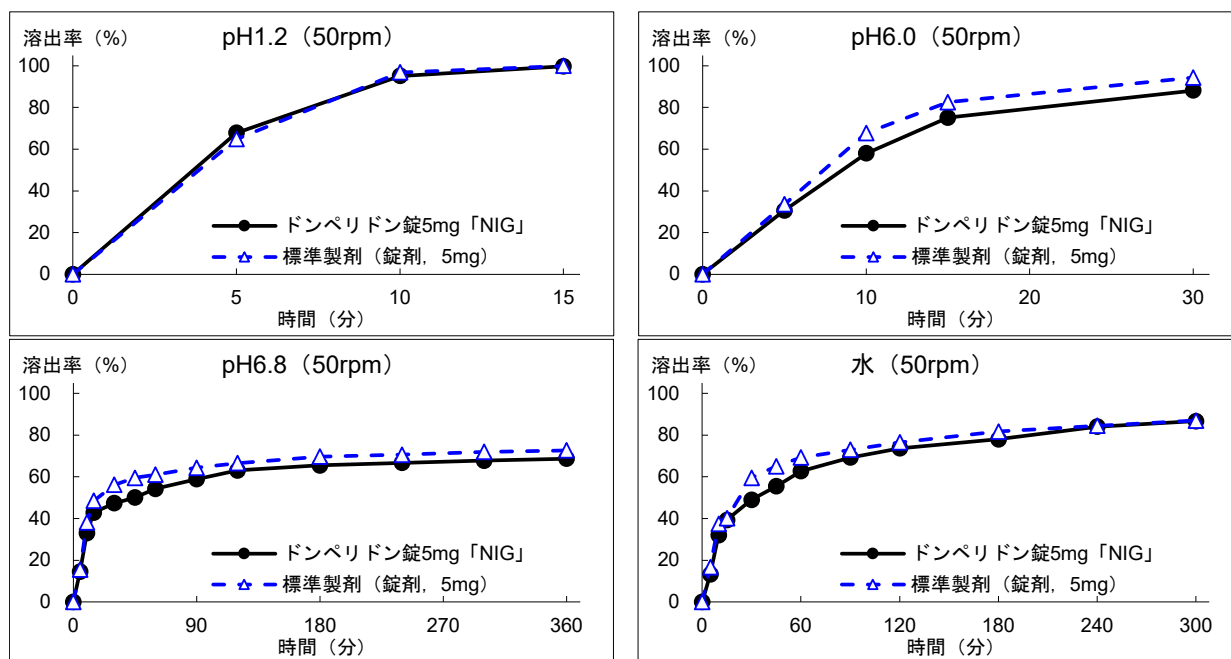 溶出率（%）
pH1.2（50rpm）
100
80
60
40
20
0
ドンペリドン錠5mg「NIG」
標準製剤（錠剤，5mg）
0 5 10 15
時間（分）
溶出率（%）
pH6.0（50rpm）
100
80
60
40
20
0
ドンペリドン錠5mg「NIG」
標準製剤（錠剤，5mg）
0 10 20 30
時間（分）
溶出率（%）
pH6.8（50rpm）
100
80
60
40
20
0
ドンペリドン錠5mg「NIG」
標準製剤（錠剤，5mg）
0 90 180 270 360
時間（分）
溶出率（%）
水（50rpm）
100
80
60
40
20
0
ドンペリドン錠5mg「NIG」
標準製剤（錠剤，5mg）
0 60 120 180 240 300
時間（分）